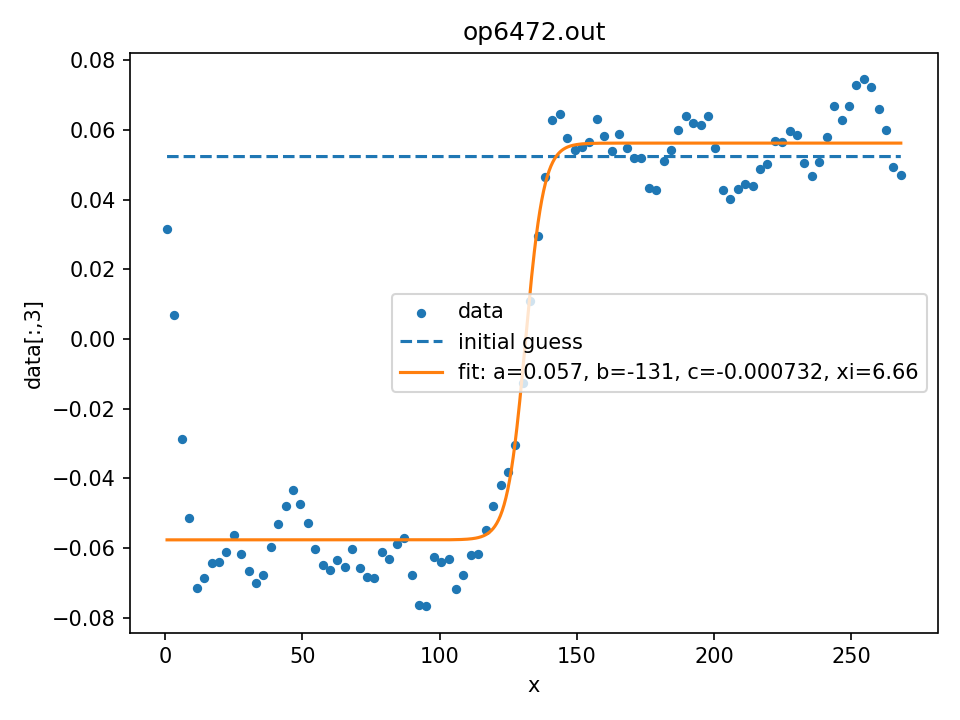 op6472.out
0.08
0.06
0.04
0.02
0.00
−0.02
−0.04
−0.06
−0.08
data[:,3]
data
initial guess
fit: a=0.057, b=-131, c=-0.000732, xi=6.66
0 50 100 150 200 250
x